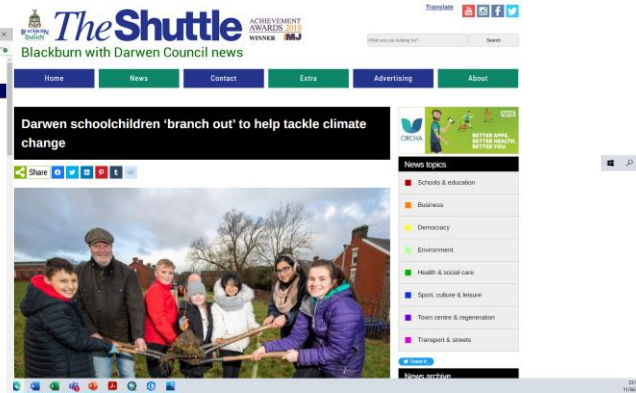 Translate
BLACKBURN
DARWEN
The Shuttle
ACHIEVEMENT
AWARDS 2018
WINNER MJ
Blackburn with Darwen Council news
What are you looking for?
Search
Home
News
Contact
Extra
Advertising
About
Darwen schoolchildren ‘branch out’ to help tackle climate
change
Share
ORCHA
NHS
BETTER APPS.
BETTER HEALTH.
BETTER YOU.
News topics
Schools & education
Business
Democracy
Environment
Health & social care
Sport, culture & leisure
Town centre & regeneration
Transport & streets
News archive